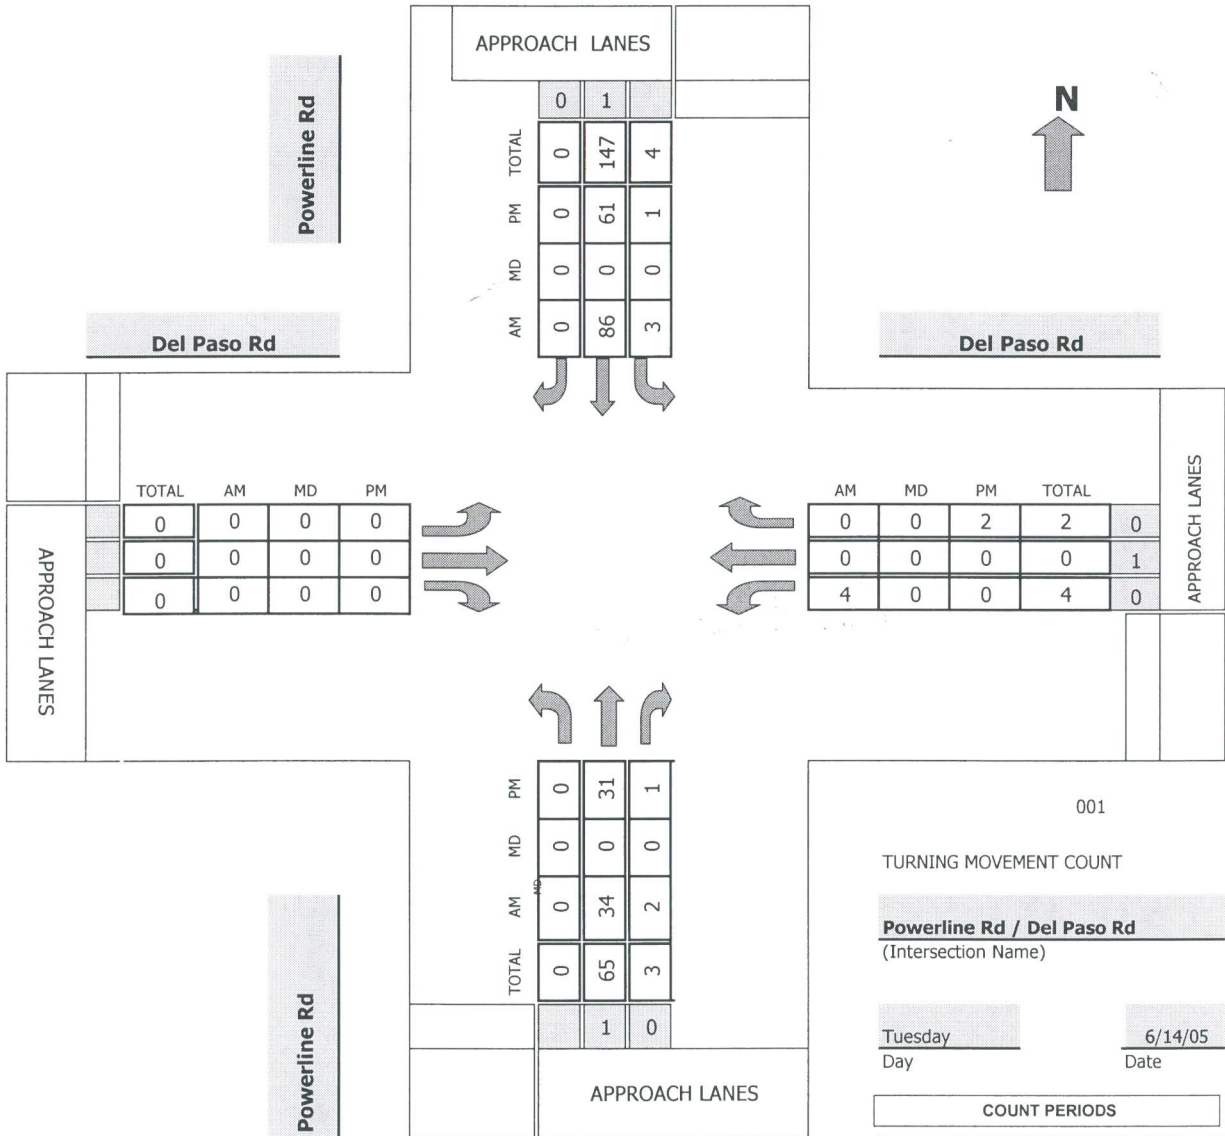 APPROACH LANES
0 1
Powerline Rd
N
TOTAL 0 147 4
PM 0 61 1
MD 0 0 0
AM 0 86 3
Del Paso Rd
Del Paso Rd
TOTAL AM MD PM
0 0 0 0
0 0 0 0
0 0 0 0
APPROACH LANES
AM MD PM TOTAL
0 0 2 2 0
0 0 0 0 1
4 0 0 4 0
APPROACH LANES
PM 0 31 1
MD 0 0 0
MD
AM 0 34 2
TOTAL 0 65 3
1 0
APPROACH LANES
Powerline Rd
001
TURNING MOVEMENT COUNT
Powerline Rd / Del Paso Rd
(Intersection Name)
Tuesday 6/14/05
Day Date
COUNT PERIODS